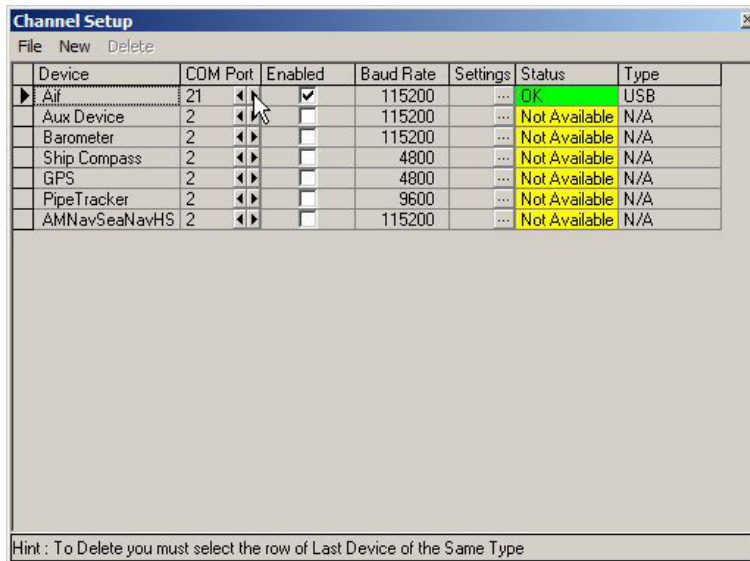 Channel Setup
File New Delete
Device COM Port Enabled Baud Rate Settings Status Type
Aif 21 115200 ... OK USB
Aux Device 2 115200 ... Not Available N/A
Barometer 2 115200 ... Not Available N/A
Ship Compass 2 4800 ... Not Available N/A
GPS 2 4800 ... Not Available N/A
PipeTracker 2 9600 ... Not Available N/A
AMNavSeaNavHS 2 115200 ... Not Available N/A
Hint : To Delete you must select the row of Last Device of the Same Type